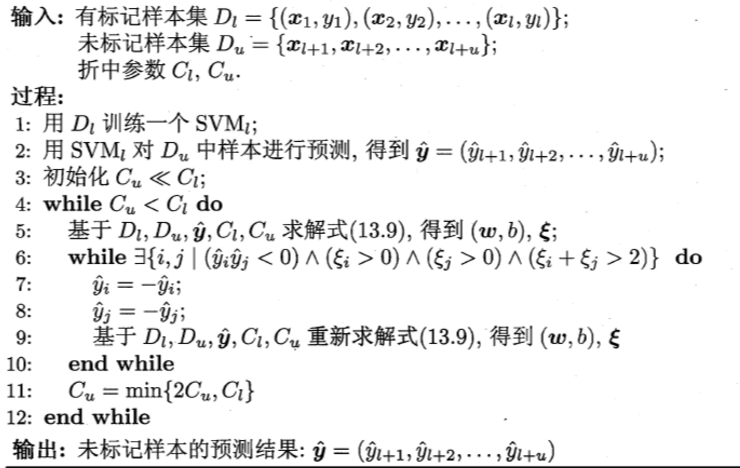 输入: 有标记样本集 $D_l = \{(\boldsymbol{x}_1, y_1), (\boldsymbol{x}_2, y_2), \ldots, (\boldsymbol{x}_l, y_l)\}$;
未标记样本集 $D_u = \{\boldsymbol{x}_{l+1}, \boldsymbol{x}_{l+2}, \ldots, \boldsymbol{x}_{l+u}\}$;
折中参数 $C_l$, $C_u$.
过程:
1: 用 $D_l$ 训练一个 SVM$_l$;
2: 用 SVM$_l$ 对 $D_u$ 中样本进行预测, 得到 $\hat{\boldsymbol{y}} = (\hat{y}_{l+1}, \hat{y}_{l+2}, \ldots, \hat{y}_{l+u})$;
3: 初始化 $C_u \ll C_l$;
4: while $C_u < C_l$ do
5: 基于 $D_l, D_u, \hat{\boldsymbol{y}}, C_l, C_u$ 求解式(13.9), 得到 $(\boldsymbol{w}, b)$, $\boldsymbol{\xi}$;
6: while $\exists\{i, j \mid (\hat{y}_i\hat{y}_j < 0) \wedge (\xi_i > 0) \wedge (\xi_j > 0) \wedge (\xi_i + \xi_j > 2)\}$ do
7: $\hat{y}_i = -\hat{y}_i$;
8: $\hat{y}_j = -\hat{y}_j$;
9: 基于 $D_l, D_u, \hat{\boldsymbol{y}}, C_l, C_u$ 重新求解式(13.9), 得到 $(\boldsymbol{w}, b)$, $\boldsymbol{\xi}$
10: end while
11: $C_u = \min\{2C_u, C_l\}$
12: end while
输出: 未标记样本的预测结果: $\hat{\boldsymbol{y}} = (\hat{y}_{l+1}, \hat{y}_{l+2}, \ldots, \hat{y}_{l+u})$